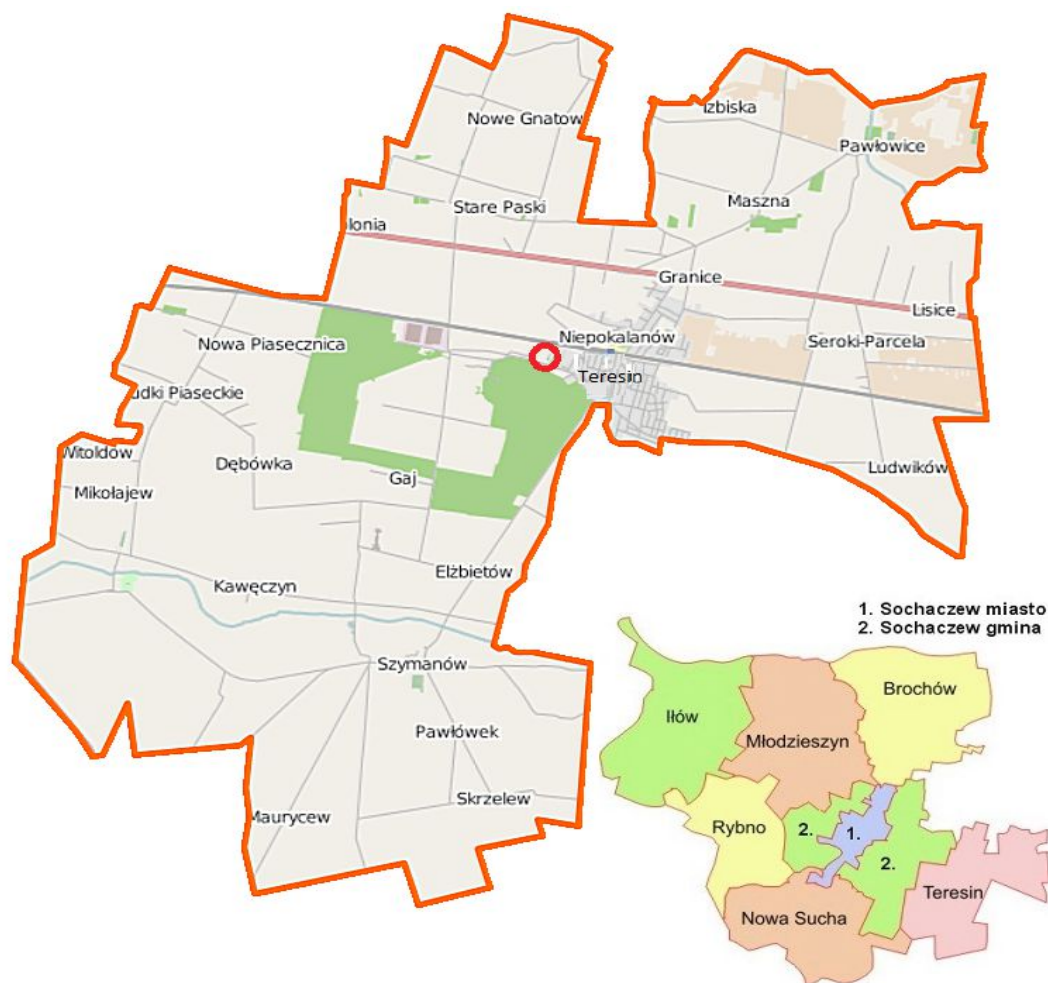 Nowe Gnatow
Izbiska
Pawłowice
Maszna
Stare Paski
olonia
Granice
Lisice
Niepokalanów
Seroki-Parcela
Nowa Piasecznica
Teresin
udki Piaseckie
Witoldów
Dębówka
Gaj
Ludwików
Mikołajew
Elżbietów
Kawęczyn
Szymanów
Pawłówek
Skrzelew
Maurycew
1. Sochaczew miasto
2. Sochaczew gmina
Brochów
Iłów
Młodzieszyn
Rybno
2.
1.
2.
Teresin
Nowa Sucha